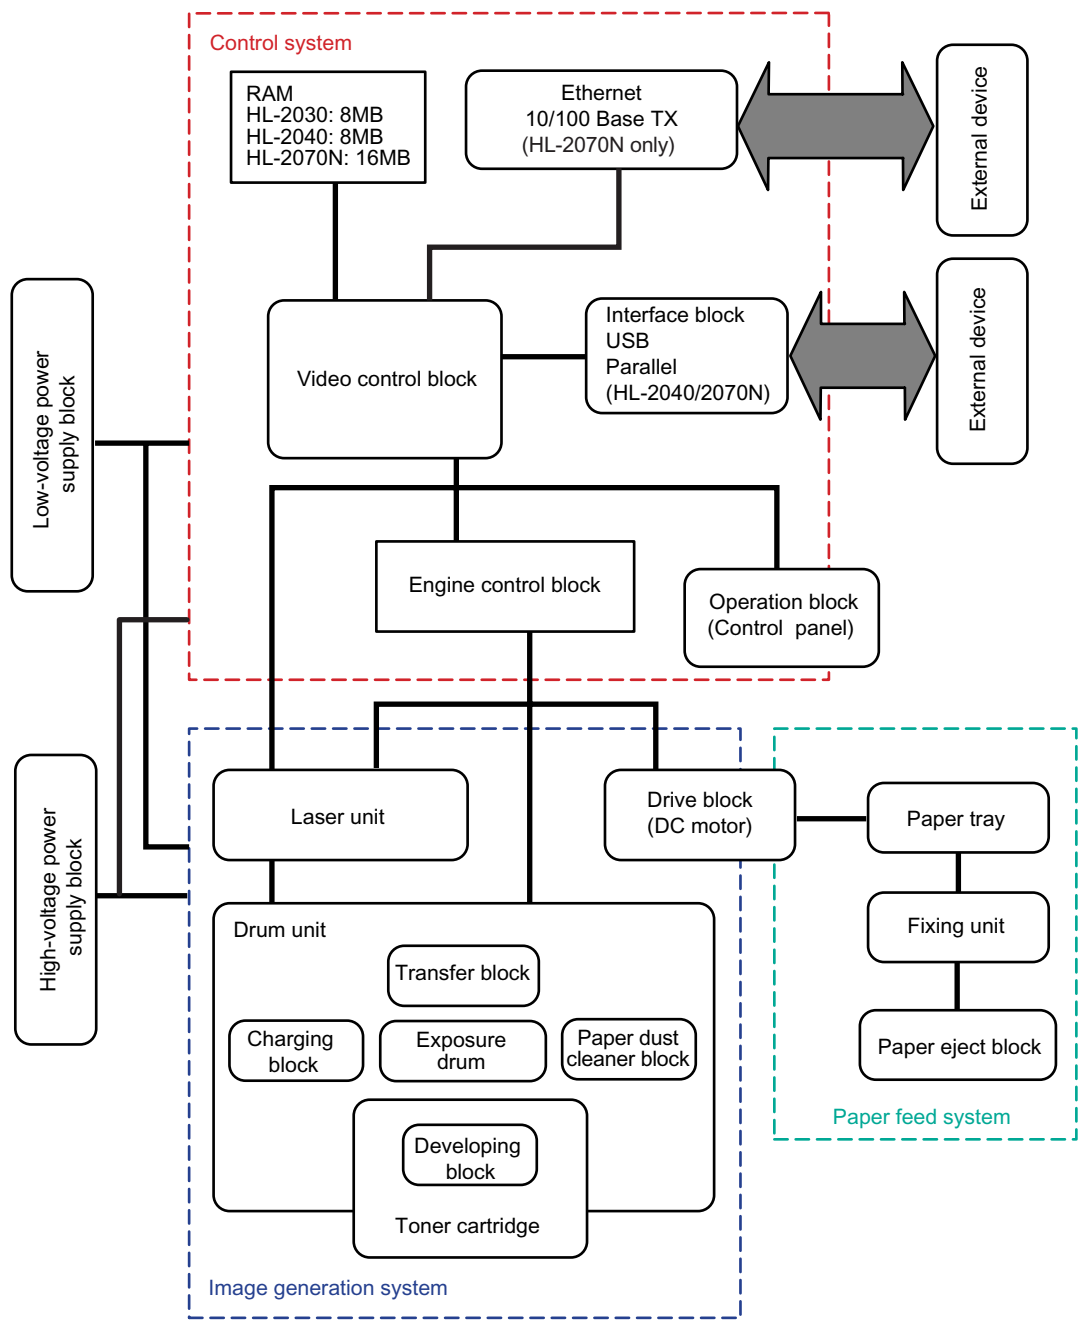 Control system
RAM
HL-2030: 8MB
HL-2040: 8MB
HL-2070N: 16MB
Ethernet
10/100 Base TX
(HL-2070N only)
External device
Video control block
Interface block
USB
Parallel
(HL-2040/2070N)
External device
Low-voltage power
supply block
Engine control block
Operation block
(Control panel)
High-voltage power
supply block
Laser unit
Drive block
(DC motor)
Paper tray
Fixing unit
Paper eject block
Paper feed system
Drum unit
Transfer block
Charging
block
Exposure
drum
Paper dust
cleaner block
Developing
block
Toner cartridge
Image generation system